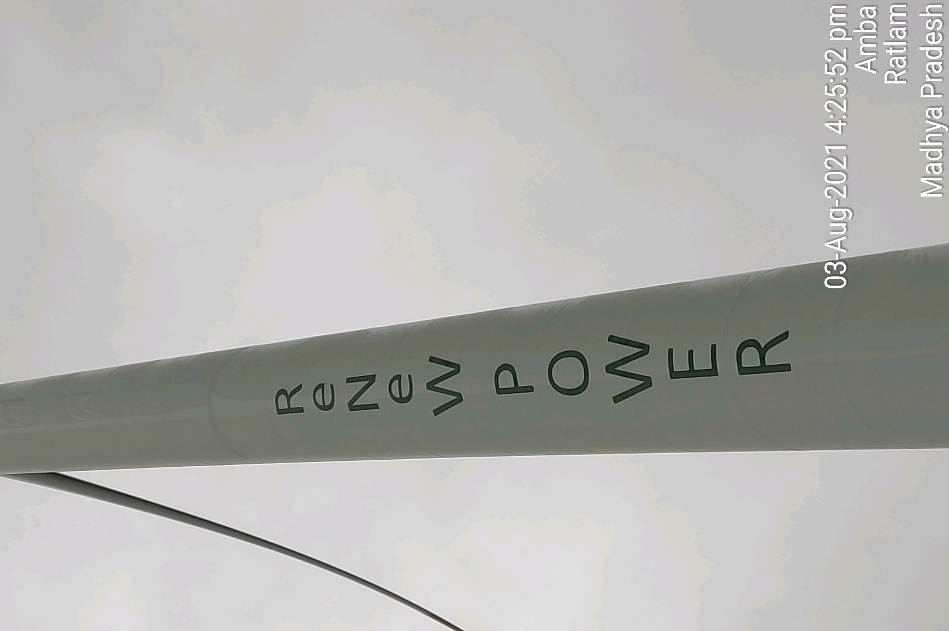 ReNeW POWER
03-Aug-2021 4:25:52 pm
Amba
Ratlam
Madhya Pradesh